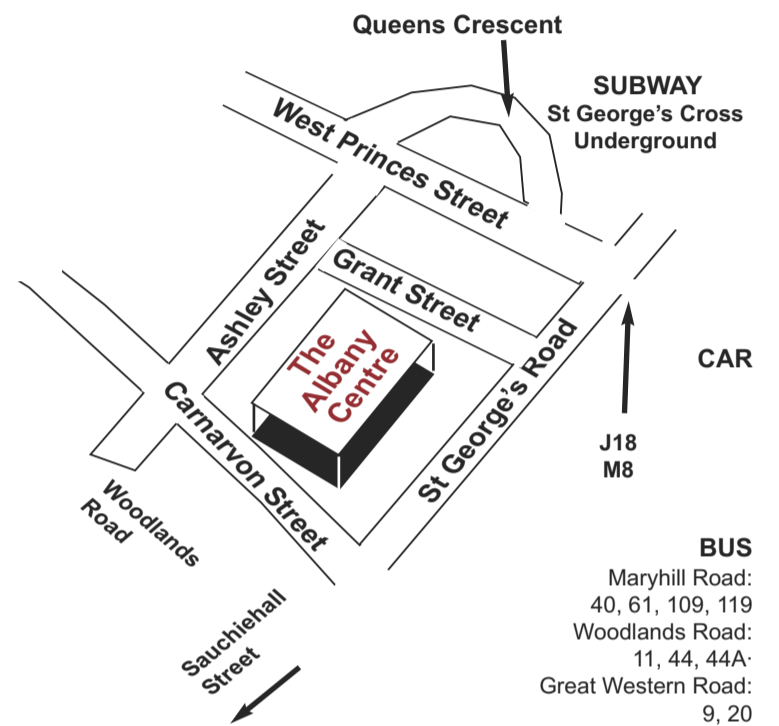 Queens Crescent
SUBWAY
St George's Cross
Underground
West Princes Street
Ashley Street
Grant Street
The
Albany
Centre
St George's Road
CAR
Carnarvon Street
J18
M8
Woodlands
Road
BUS
Maryhill Road:
40, 61, 109, 119
Woodlands Road:
11, 44, 44A·
Great Western Road:
9, 20
Sauchiehall
Street